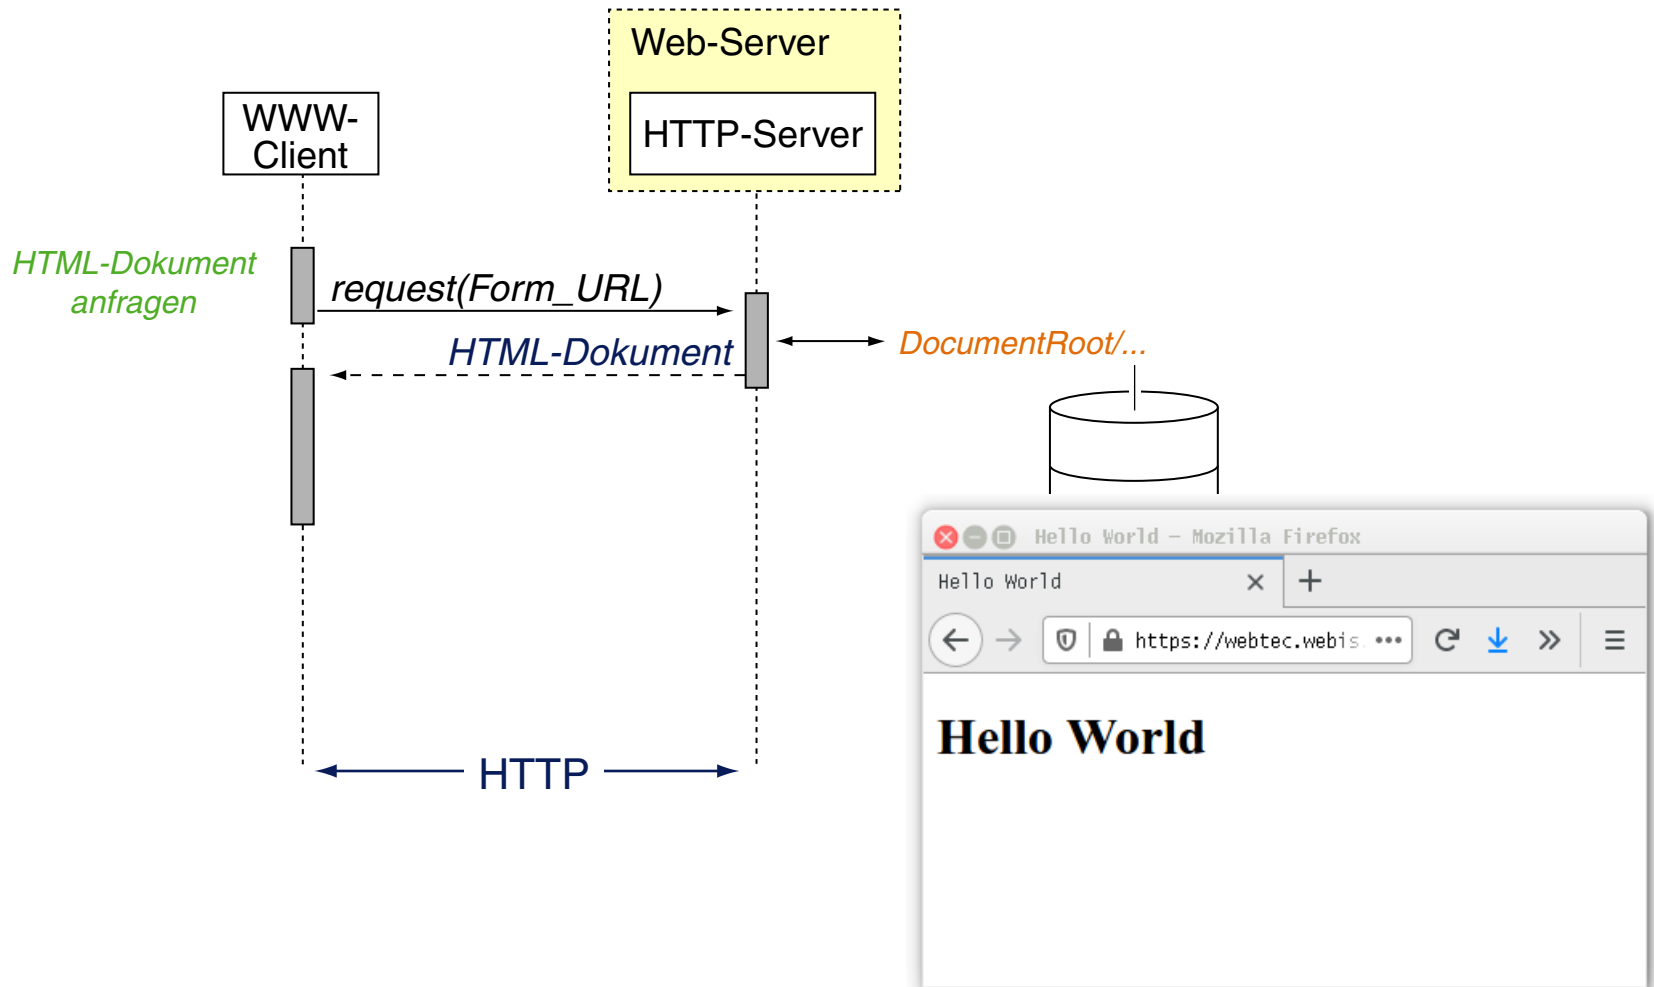 Web-Server
WWW-
Client
HTTP-Server
HTML-Dokument
anfragen
request(Form_URL)
HTML-Dokument
DocumentRoot/...
Hello World - Mozilla Firefox
Hello World
https://webtec.webis.
Hello World
HTTP